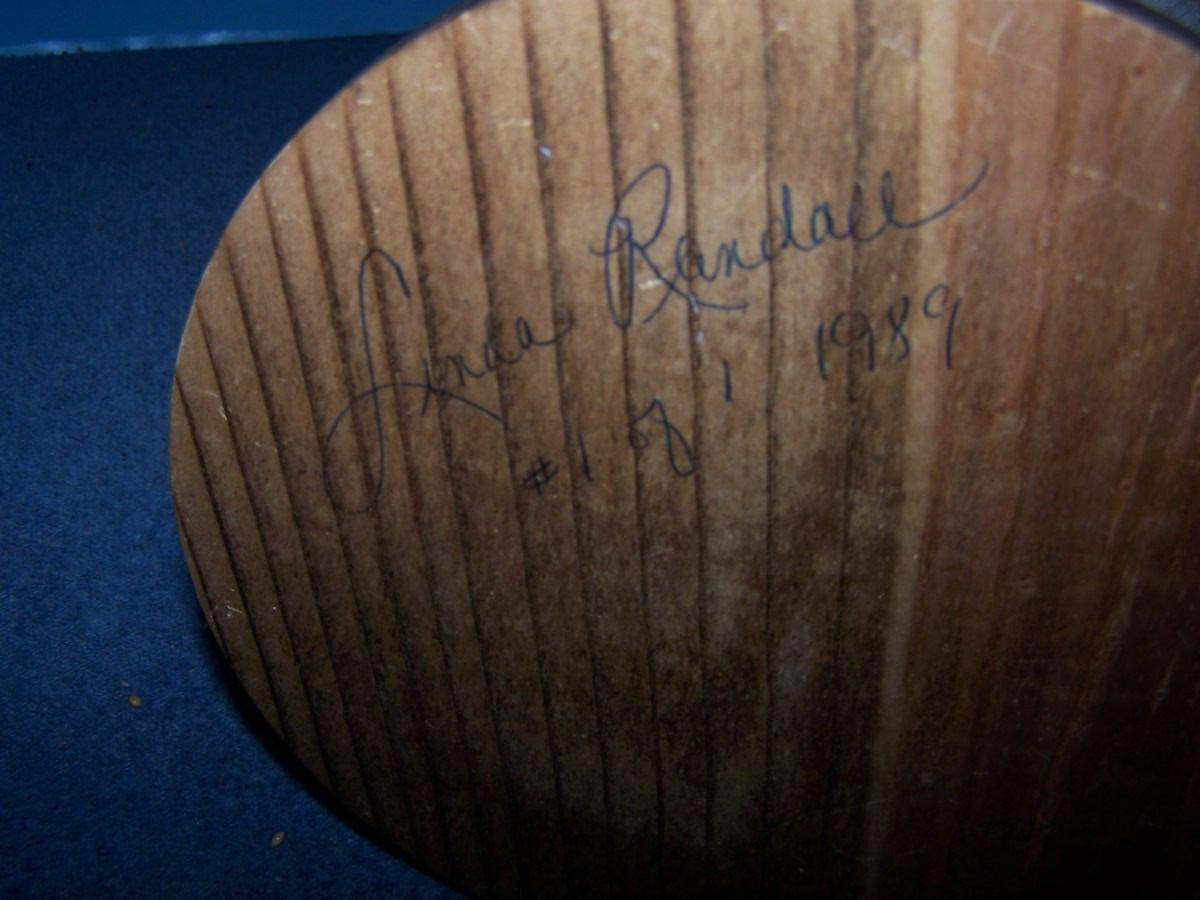 Linda Randall
#1 of 1 1989